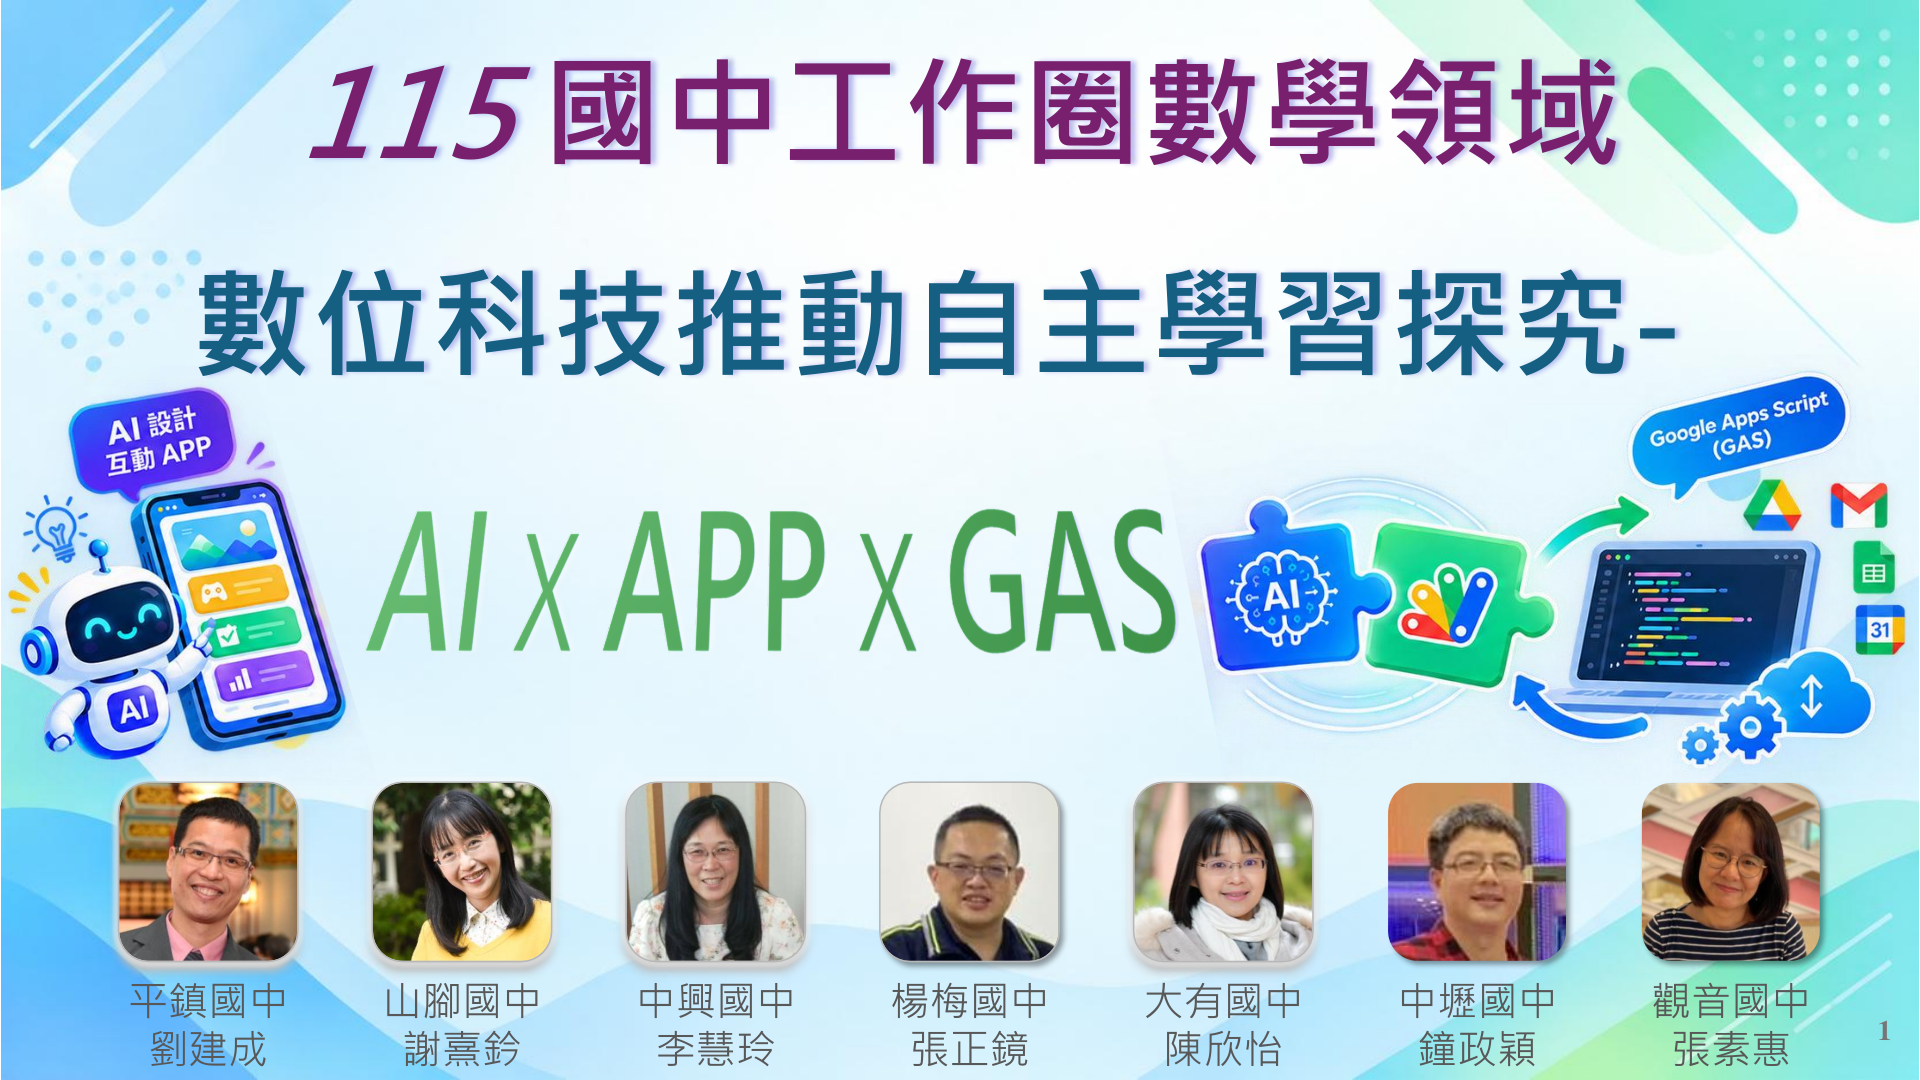 115國中工作圈數學領域
數位科技推動自主學習探究-
AI 設計
互動 APP
Google Apps Script
(GAS)
AI X APP X GAS
AI
31
AI
平鎮國中
劉建成
山腳國中
謝熹鈐
中興國中
李慧玲
楊梅國中
張正鏡
大有國中
陳欣怡
中壢國中
鐘政穎
觀音國中
張素惠
1